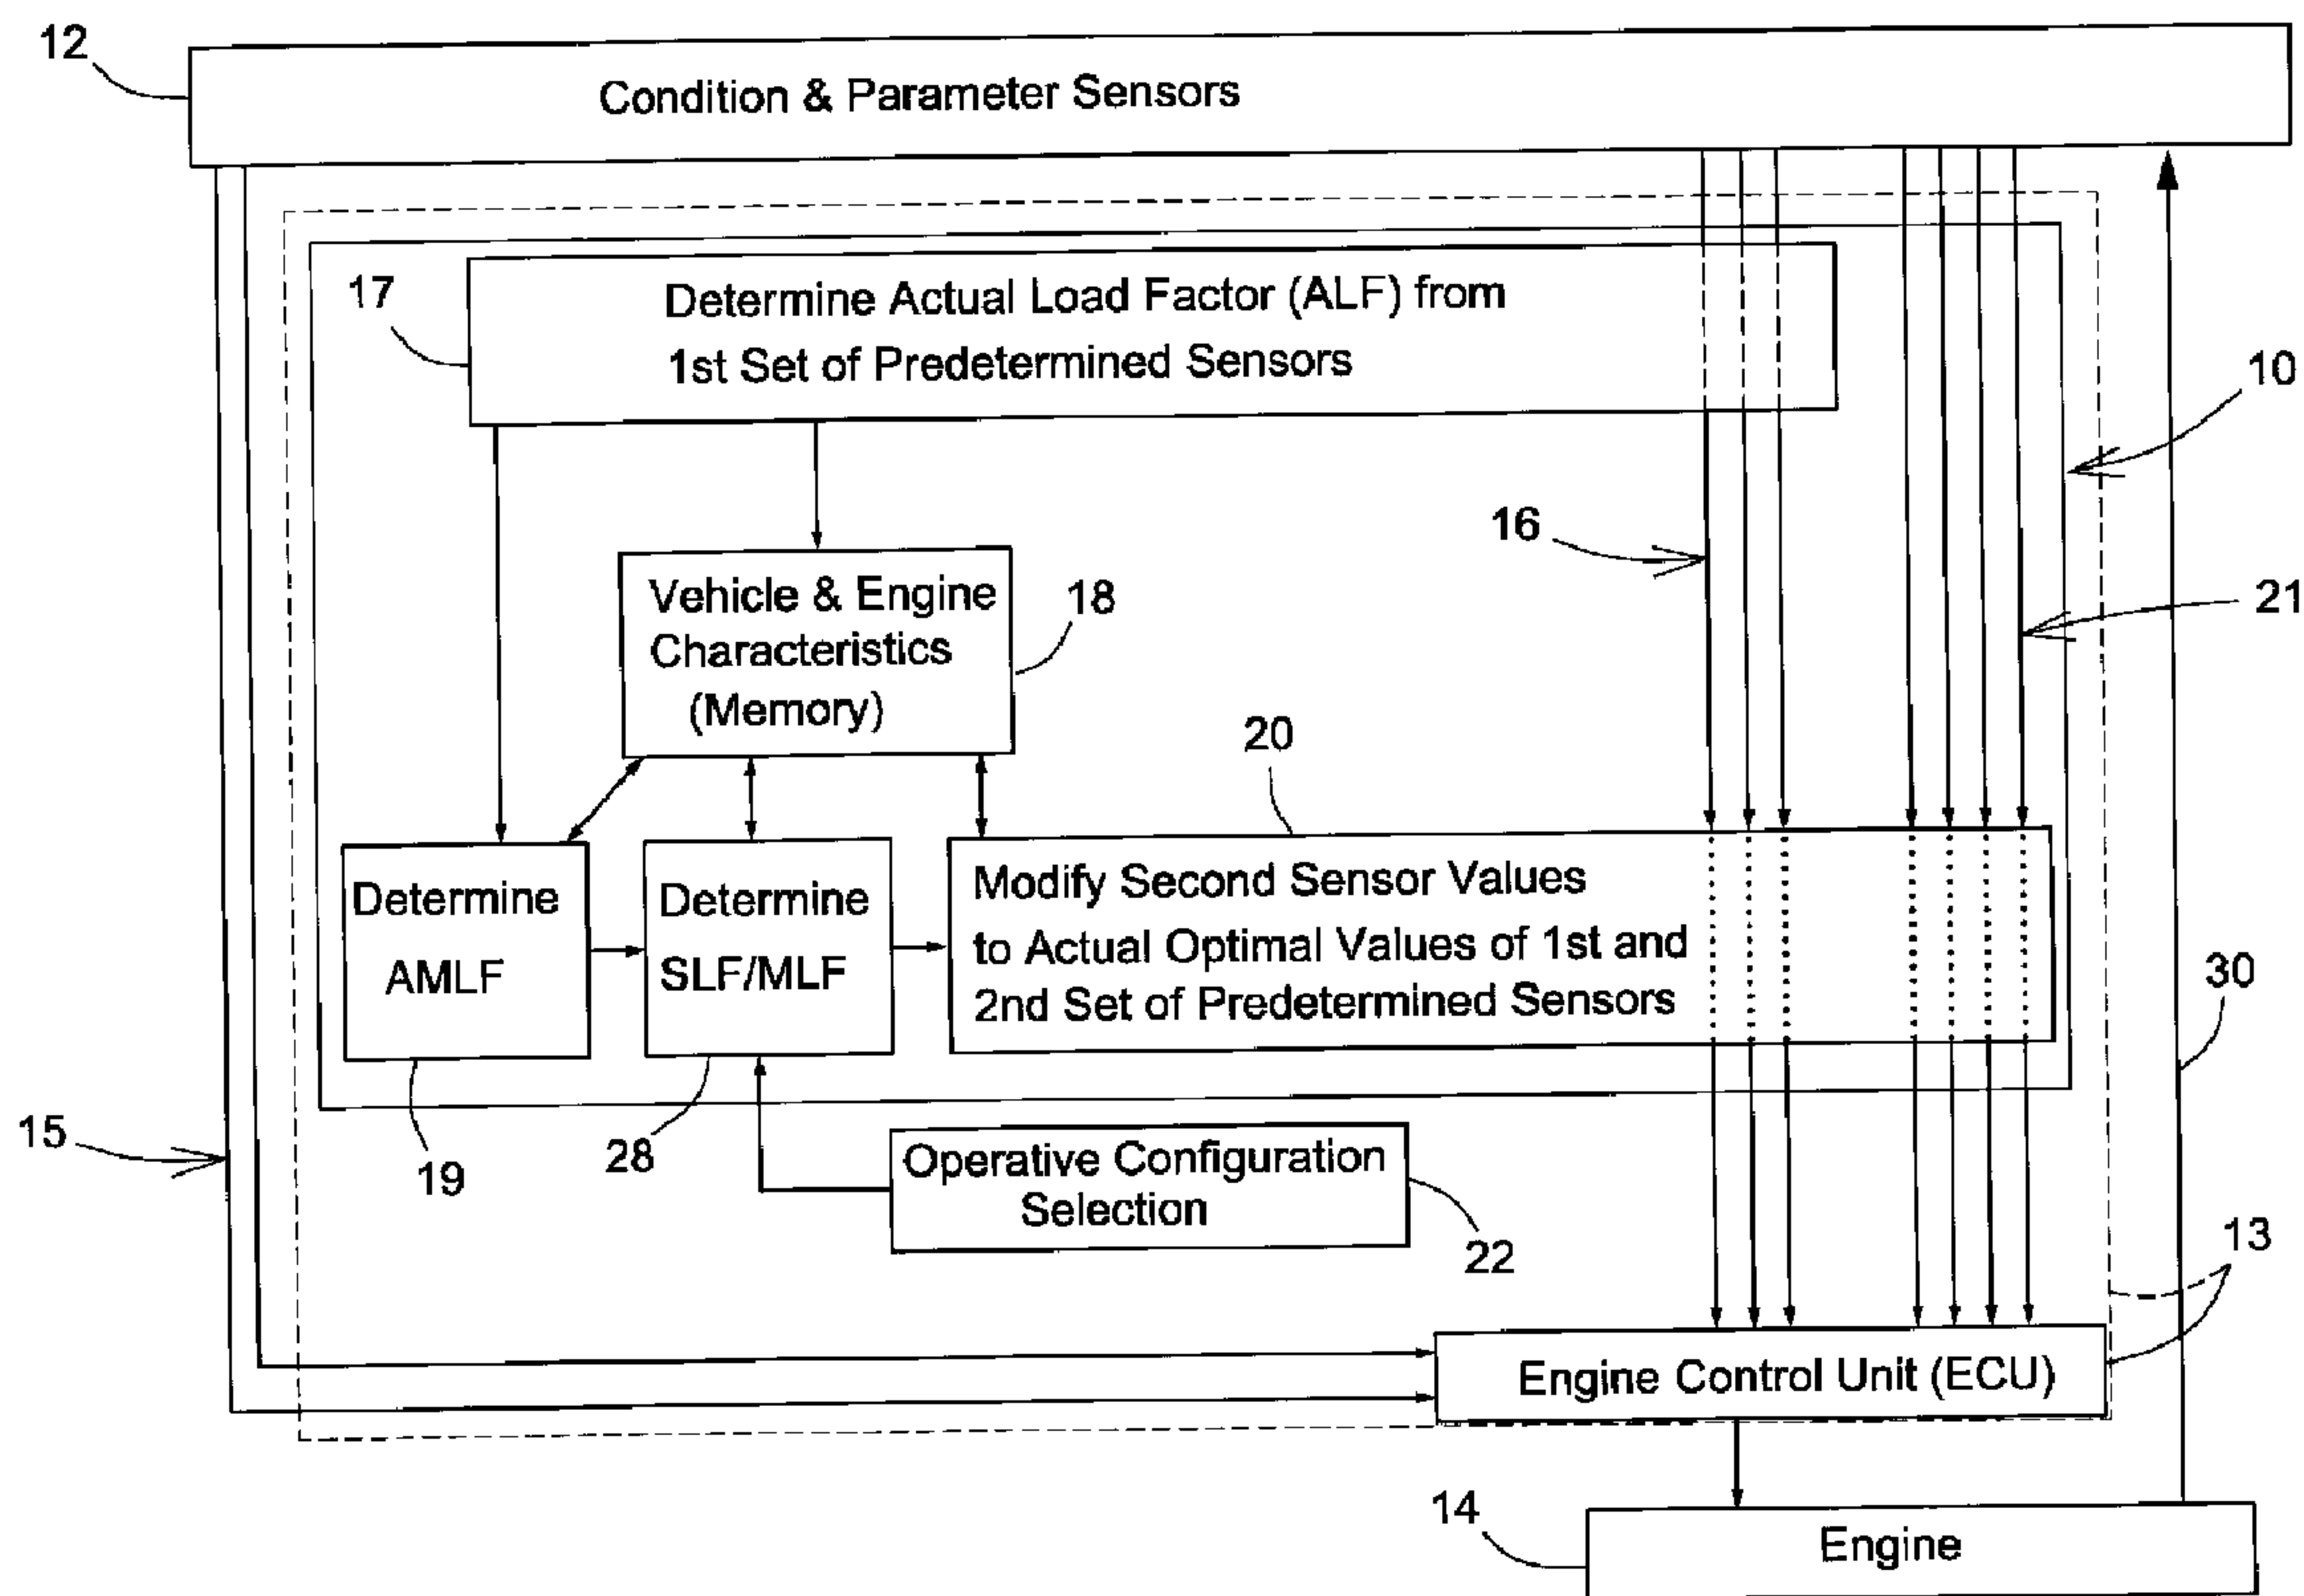 12
Condition & Parameter Sensors
17
Determine Actual Load Factor (ALF) from
1st Set of Predetermined Sensors
10
16
Vehicle & Engine
Characteristics
(Memory)
18
21
20
Determine
AMLF
Determine
SLF/MLF
Modify Second Sensor Values
to Actual Optimal Values of 1st and
2nd Set of Predetermined Sensors
30
15
19
28
Operative Configuration
Selection
22
13
Engine Control Unit (ECU)
14
Engine